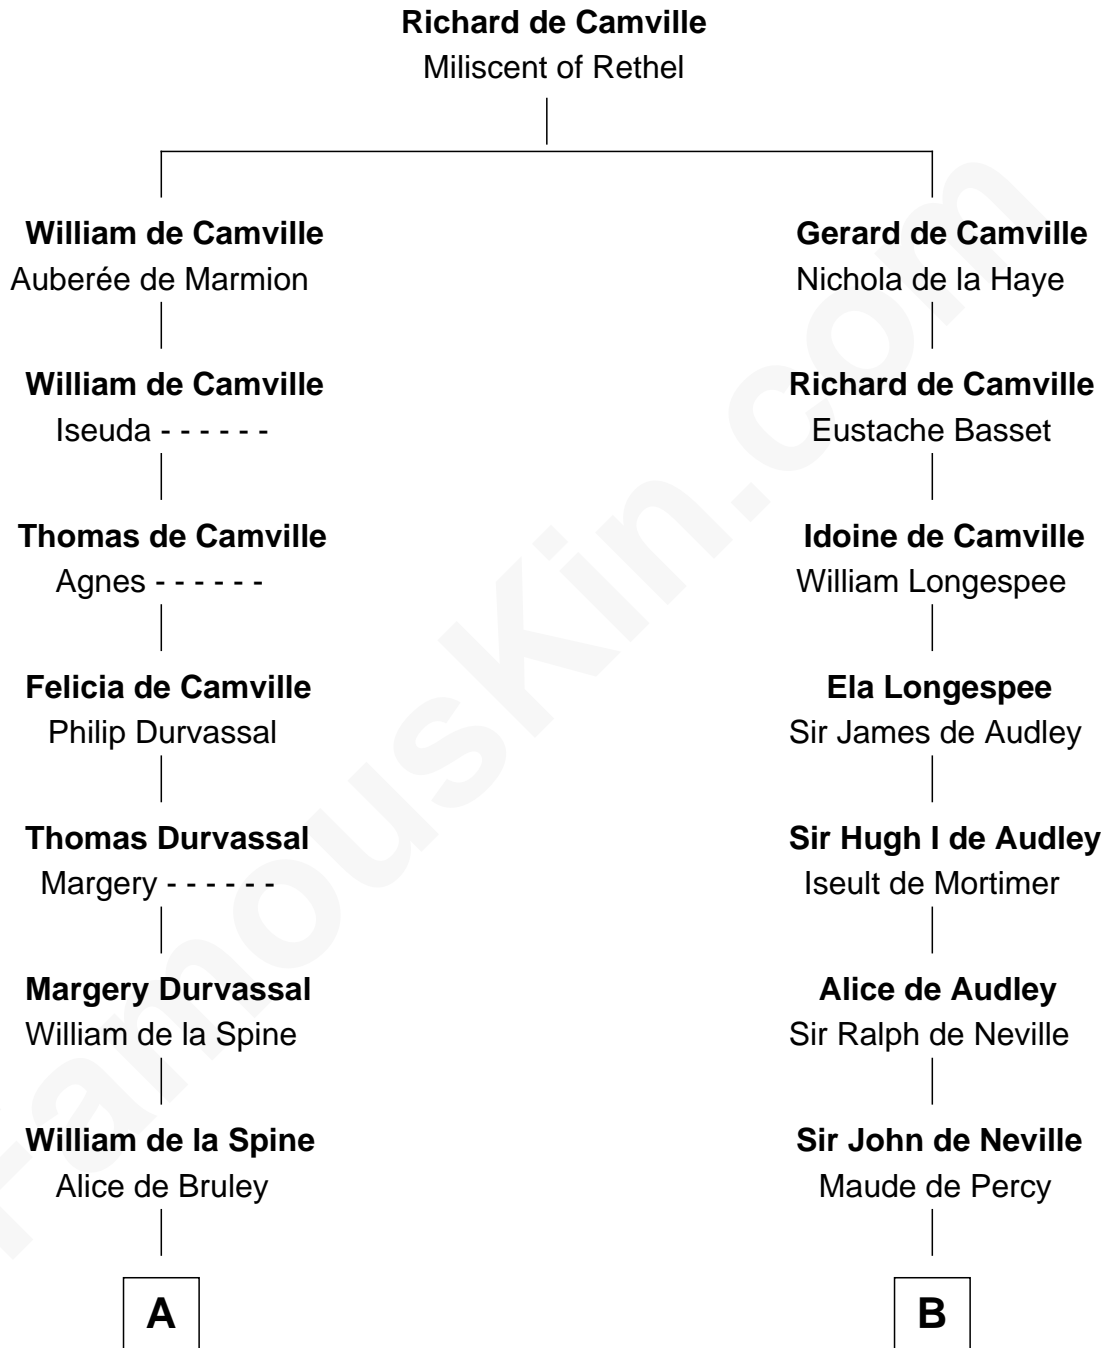 Richard de Camville
Miliscent of Rethel
William de Camville
Auberée de Marmion
Gerard de Camville
Nichola de la Haye
William de Camville
Iseuda - - - - - -
Richard de Camville
Eustache Basset
Thomas de Camville
Agnes - - - - - -
Idoine de Camville
William Longespee
Felicia de Camville
Philip Durvassal
Ela Longespee
Sir James de Audley
Thomas Durvassal
Margery - - - - - -
Sir Hugh I de Audley
Iseult de Mortimer
Margery Durvassal
William de la Spine
Alice de Audley
Sir Ralph de Neville
William de la Spine
Alice de Bruley
Sir John de Neville
Maude de Percy
A
B
FamousKin.com